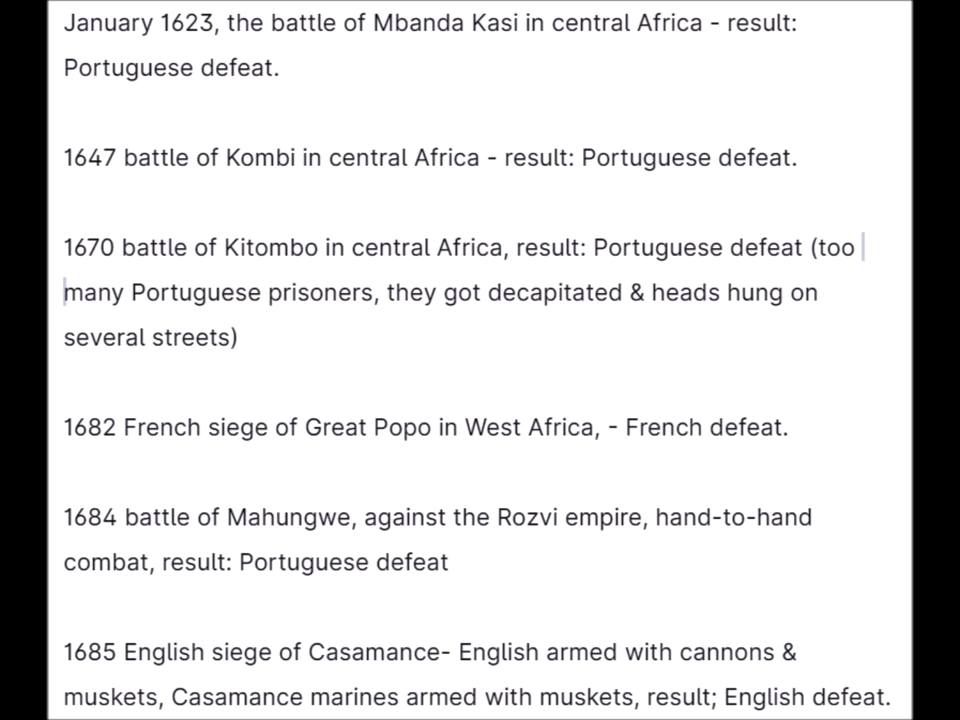 January 1623, the battle of Mbanda Kasi in central Africa - result:
Portuguese defeat.
1647 battle of Kombi in central Africa - result: Portuguese defeat.
1670 battle of Kitombo in central Africa, result: Portuguese defeat (too
many Portuguese prisoners, they got decapitated & heads hung on
several streets)
1682 French siege of Great Popo in West Africa, - French defeat.
1684 battle of Mahungwe, against the Rozvi empire, hand-to-hand
combat, result: Portuguese defeat
1685 English siege of Casamance- English armed with cannons &
muskets, Casamance marines armed with muskets, result; English defeat.